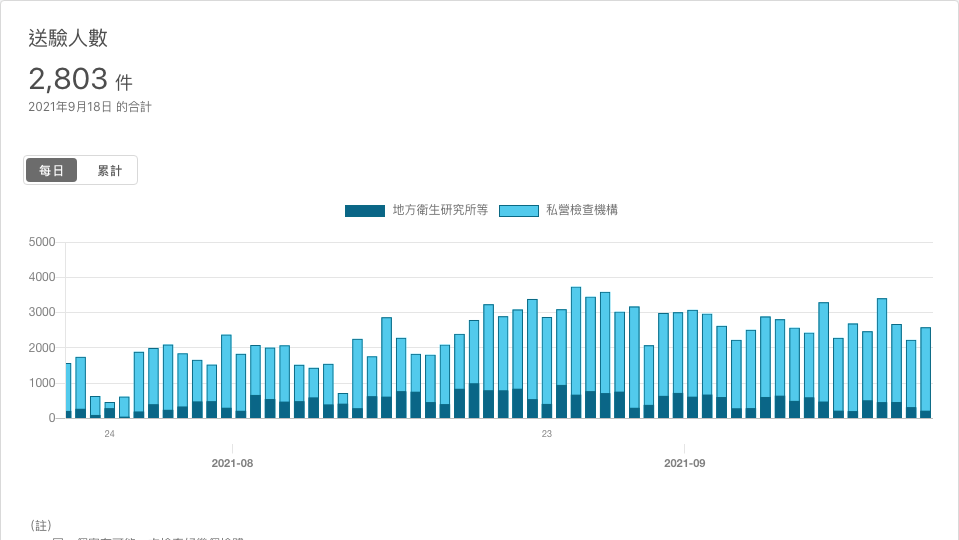 送驗人數
2,803 件
2021年9月18日 的合計
每日 累計
地方衛生研究所等 私營檢查機構
5000
4000
3000
2000
1000
0
24 23
2021-08 2021-09
（註）